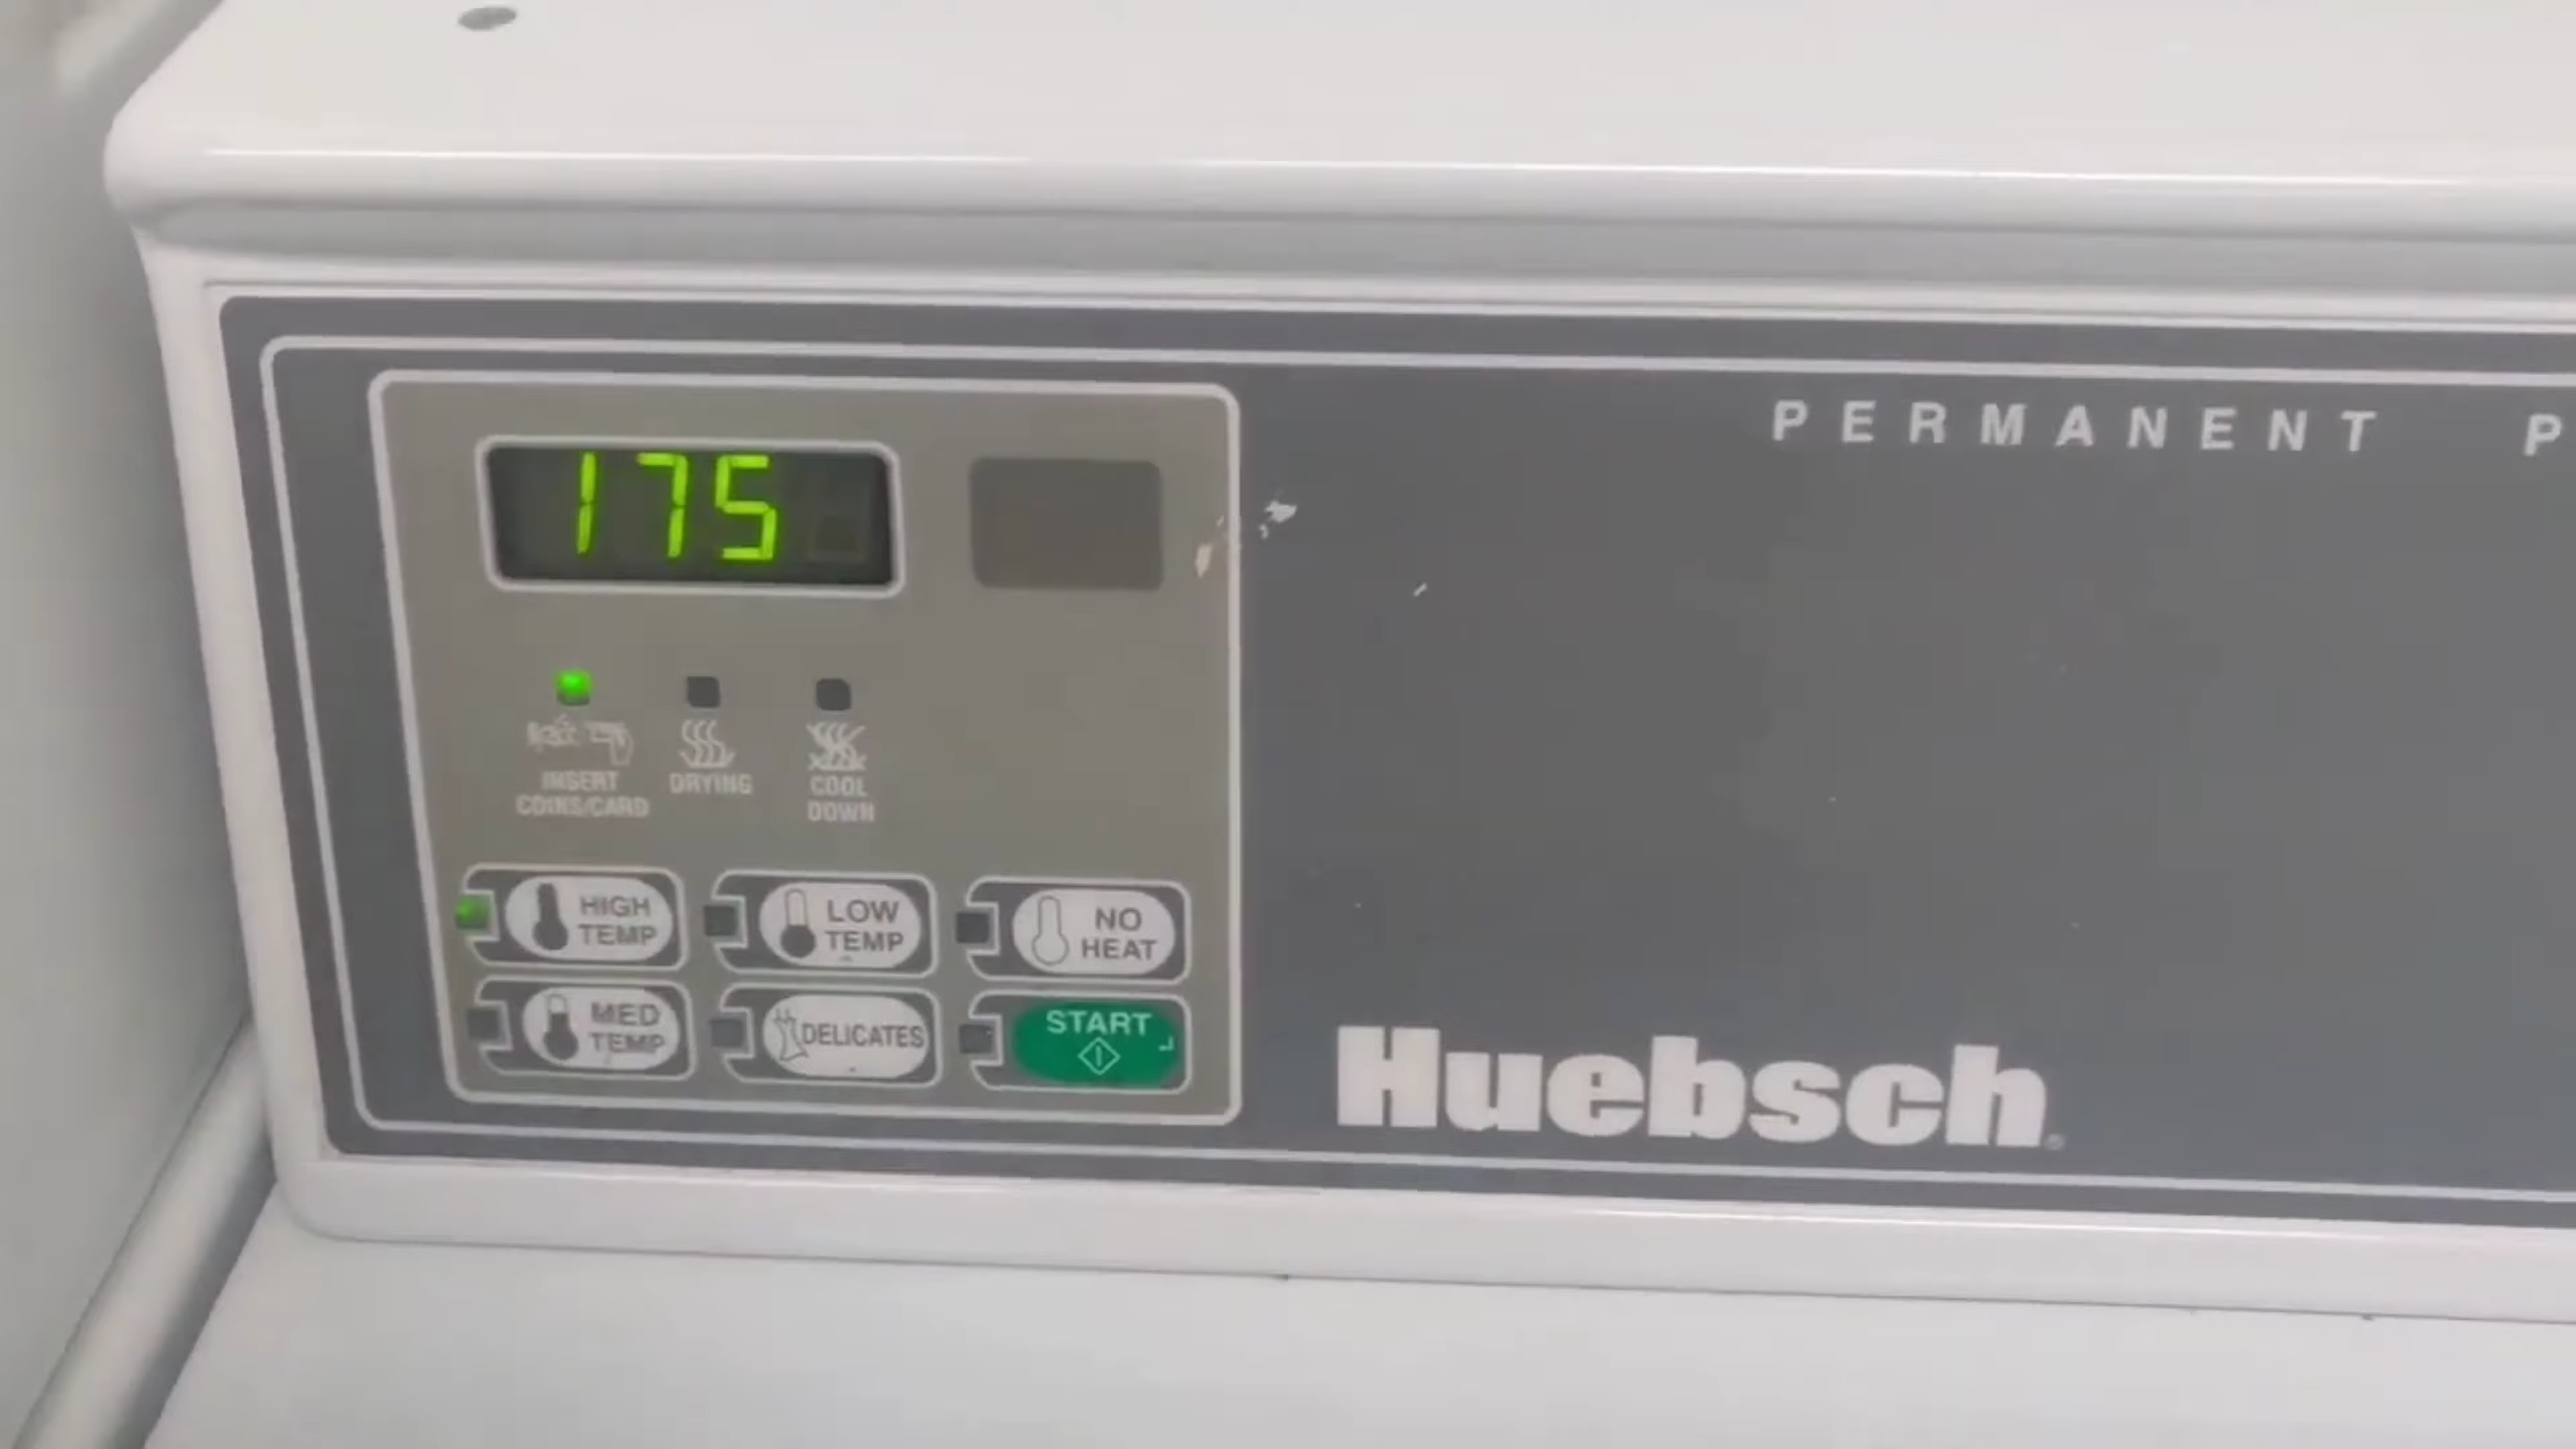 PERMANENT P
175
INSERT
COINS/CARD
DRYING
COOL
DOWN
HIGH
TEMP
LOW
TEMP
NO
HEAT
MED
TEMP
DELICATES
START
Huebsch